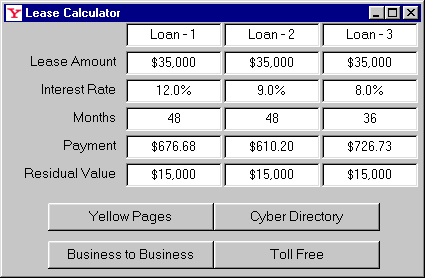 Lease Calculator
Loan - 1 Loan - 2 Loan - 3
Lease Amount $35,000 $35,000 $35,000
Interest Rate 12.0% 9.0% 8.0%
Months 48 48 36
Payment $676.68 $610.20 $726.73
Residual Value $15,000 $15,000 $15,000
Yellow Pages Cyber Directory
Business to Business Toll Free